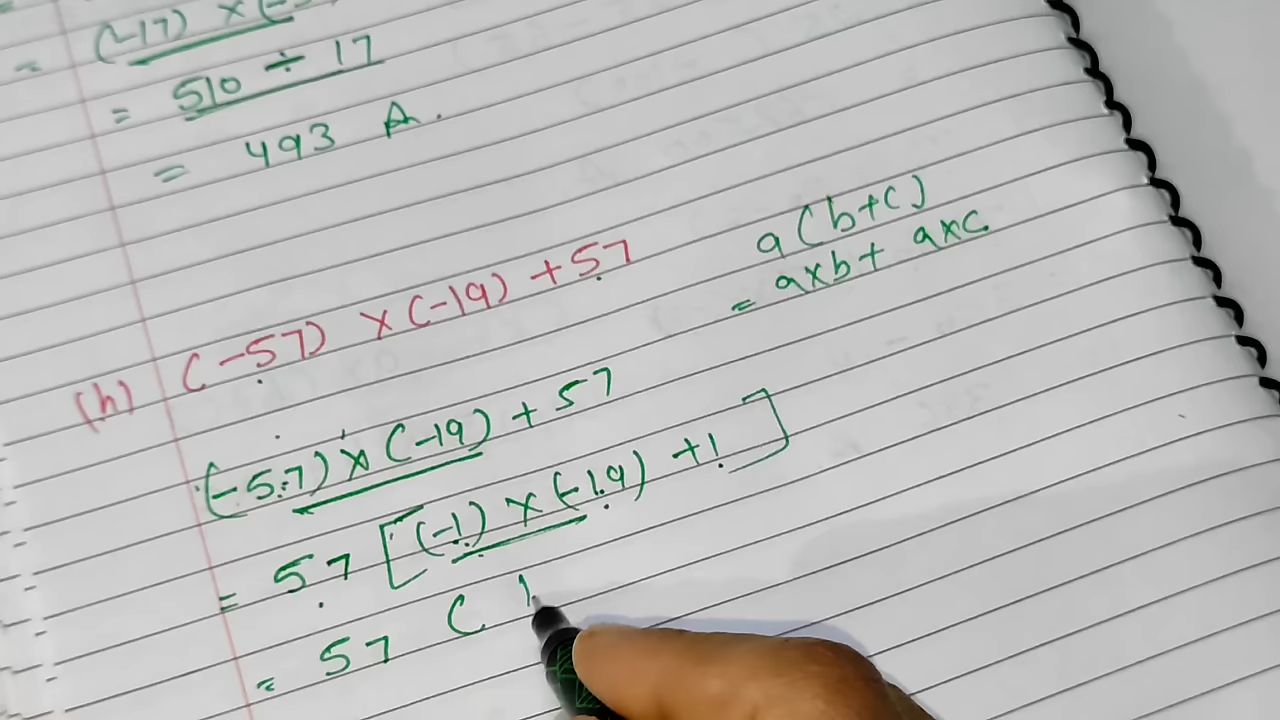 = (-17) × (-
= 510 ÷ 17
= 493 A.
a(b+c)
= a×b + a×c
(h) (-57) × (-19) + 57
(-57) × (-19) + 57
= 57 [(-1) × (-19) + 1]
= 57 ( 1